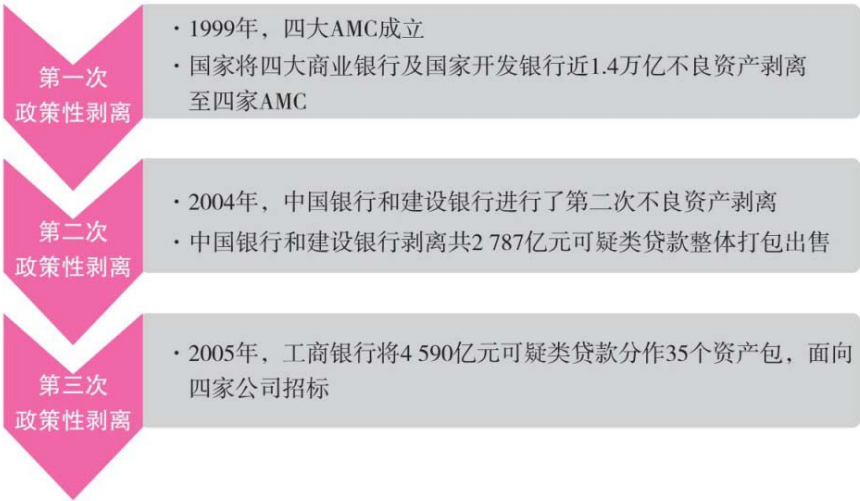 第一次
政策性剥离
· 1999年，四大AMC成立
· 国家将四大商业银行及国家开发银行近1.4万亿不良资产剥离
至四家AMC
第二次
政策性剥离
· 2004年，中国银行和建设银行进行了第二次不良资产剥离
· 中国银行和建设银行剥离共2 787亿元可疑类贷款整体打包出售
第三次
政策性剥离
· 2005年，工商银行将4 590亿元可疑类贷款分作35个资产包，面向
四家公司招标